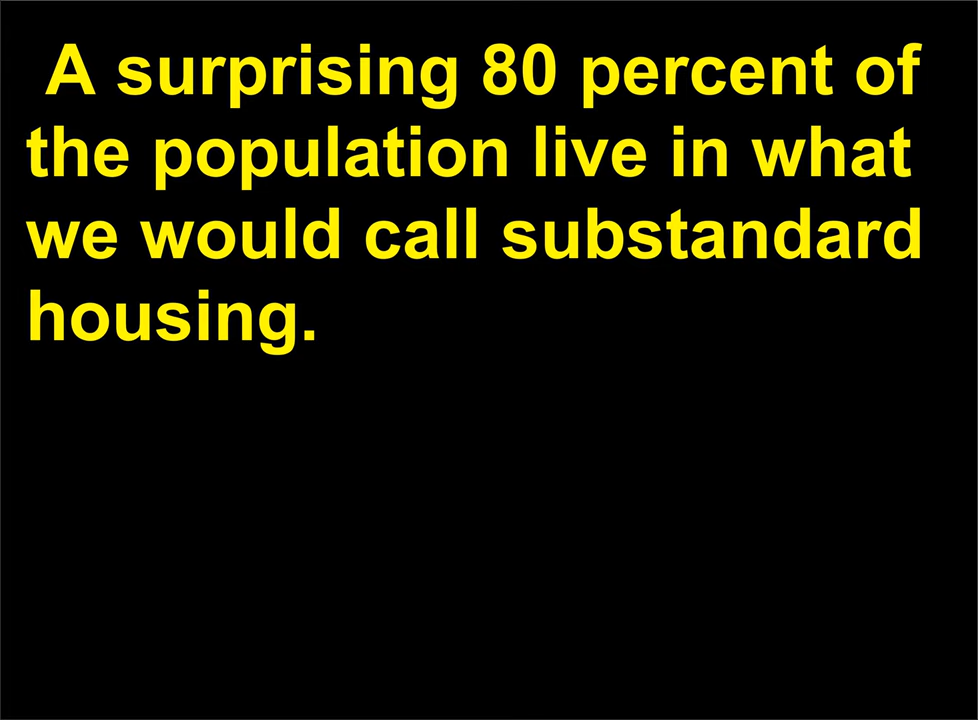 A surprising 80 percent of
the population live in what
we would call substandard
housing.